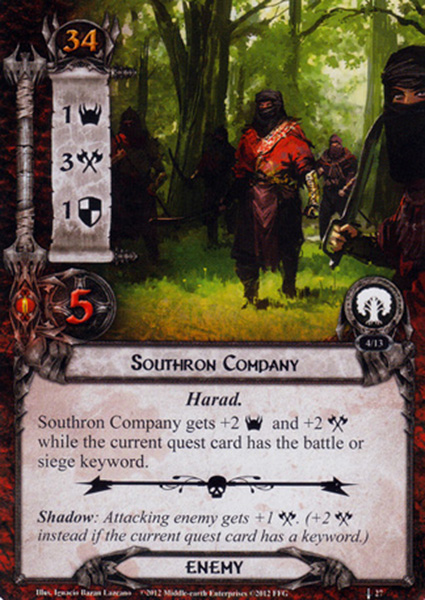 34
1
3
1
5
4/13
SOUTHRON COMPANY
Harad.
Southron Company gets +2 and +2
while the current quest card has the battle or
siege keyword.
Shadow: Attacking enemy gets +1 . (+2
instead if the current quest card has a keyword.)
ENEMY
Illus. Ignacio Bazan Lazcano ©2012 Middle-earth Enterprises ©2012 FFG 27